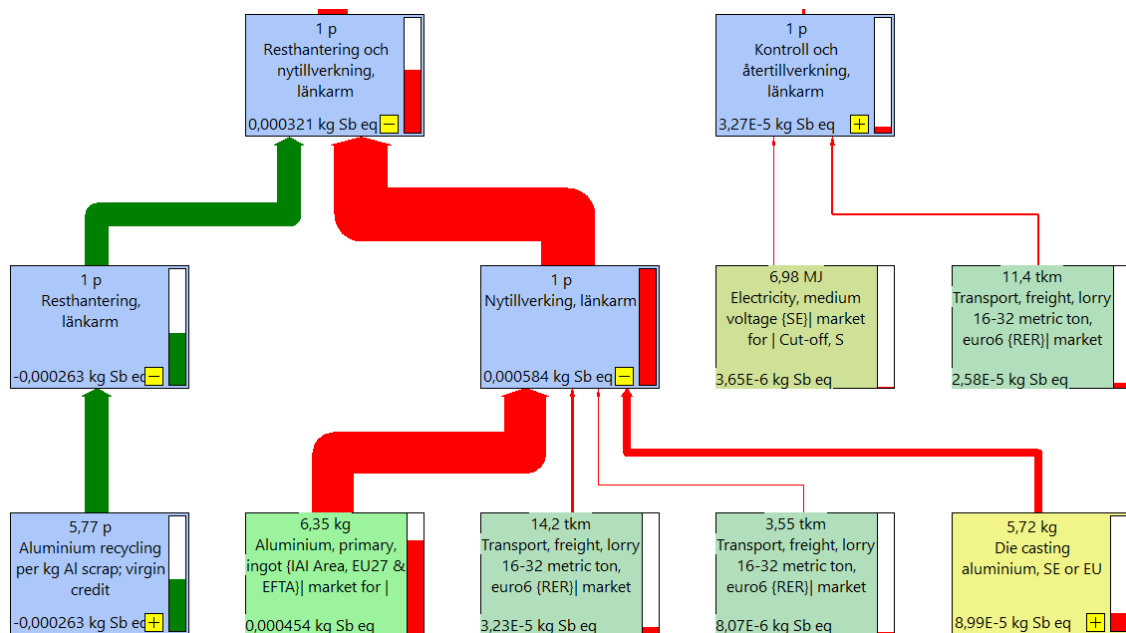 1 p
Resthantering och
nytillverkning,
länkarm
0,000321 kg Sb eq
−
1 p
Kontroll och
återtillverkning,
länkarm
3,27E-5 kg Sb eq
+
1 p
Resthantering,
länkarm
-0,000263 kg Sb eq
−
1 p
Nytillverking, länkarm
0,000584 kg Sb eq
−
6,98 MJ
Electricity, medium
voltage {SE}| market
for | Cut-off, S
3,65E-6 kg Sb eq
11,4 tkm
Transport, freight, lorry
16-32 metric ton,
euro6 {RER}| market
2,58E-5 kg Sb eq
5,77 p
Aluminium recycling
per kg Al scrap; virgin
credit
-0,000263 kg Sb eq
+
6,35 kg
Aluminium, primary,
ingot {IAI Area, EU27 &
EFTA}| market for |
0,000454 kg Sb eq
14,2 tkm
Transport, freight, lorry
16-32 metric ton,
euro6 {RER}| market
3,23E-5 kg Sb eq
3,55 tkm
Transport, freight, lorry
16-32 metric ton,
euro6 {RER}| market
8,07E-6 kg Sb eq
5,72 kg
Die casting
aluminium, SE or EU
8,99E-5 kg Sb eq
+